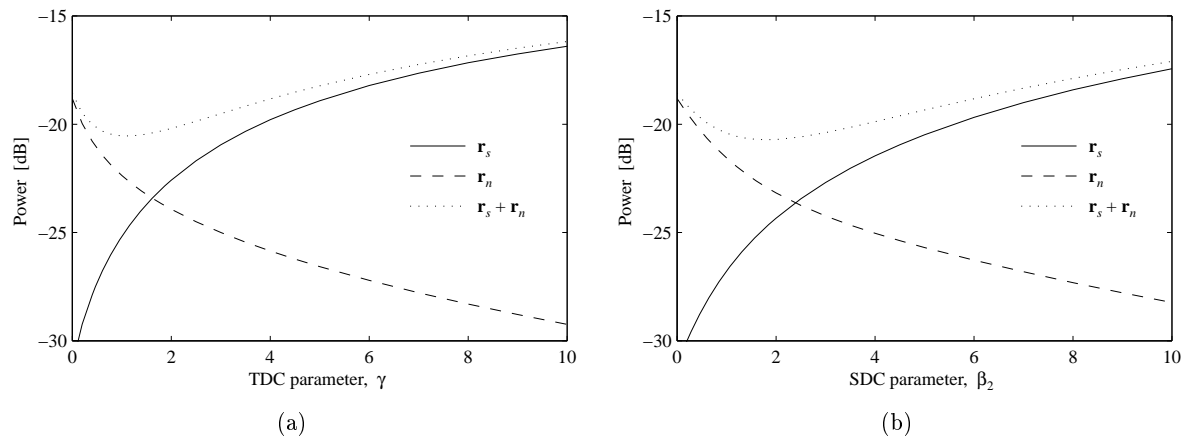 −15
−20
−25
−30
Power [dB]
0 2 4 6 8 10
TDC parameter, γ
r_s
r_n
r_s + r_n
(a)
−15
−20
−25
−30
Power [dB]
0 2 4 6 8 10
SDC parameter, β₂
r_s
r_n
r_s + r_n
(b)